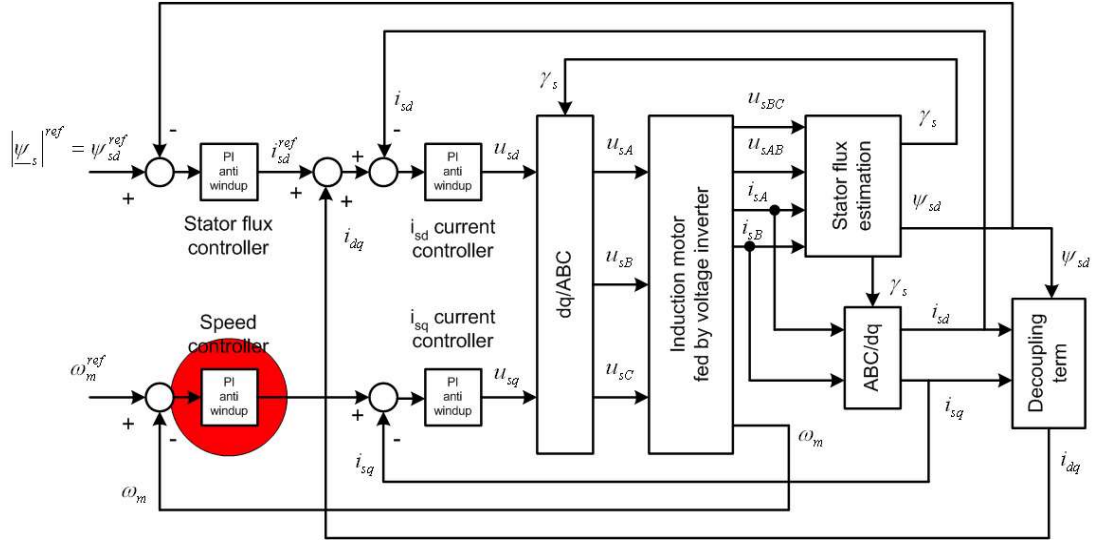 |ψ_s|^ref = ψ_sd^ref
+
-
PI
anti
windup
Stator flux
controller
i_sd^ref
+
+
i_dq
i_sd
+
-
PI
anti
windup
i_sd current
controller
u_sd
γ_s
dq/ABC
u_sA
u_sB
u_sC
Induction motor
fed by voltage inverter
u_sBC
u_sAB
i_sA
i_sB
Stator flux
estimation
γ_s
ψ_sd
γ_s
ψ_sd
ABC/dq
i_sd
i_sq
Decoupling
term
i_dq
Speed
controller
ω_m^ref
+
-
PI
anti
windup
ω_m
+
-
i_sq
i_sq current
controller
PI
anti
windup
u_sq
ω_m